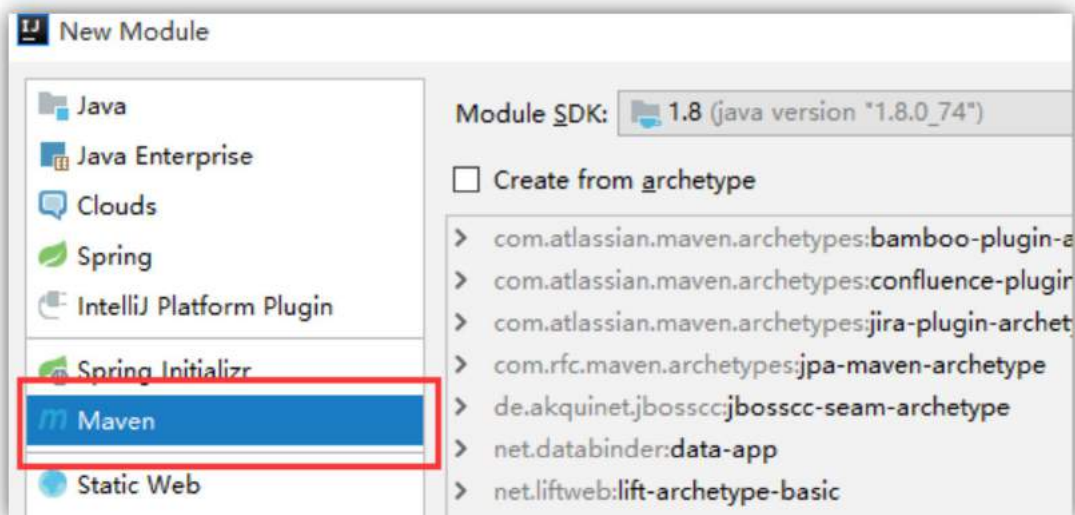 New Module
Java
Java Enterprise
Clouds
Spring
IntelliJ Platform Plugin
Spring Initializr
Maven
Static Web
Module SDK: 1.8 (java version "1.8.0_74")
Create from archetype
com.atlassian.maven.archetypes:bamboo-plugin-a
com.atlassian.maven.archetypes:confluence-plugin
com.atlassian.maven.archetypes:jira-plugin-archet
com.rfc.maven.archetypes:jpa-maven-archetype
de.akquinet.jbosscc:jbosscc-seam-archetype
net.databinder:data-app
net.liftweb:lift-archetype-basic